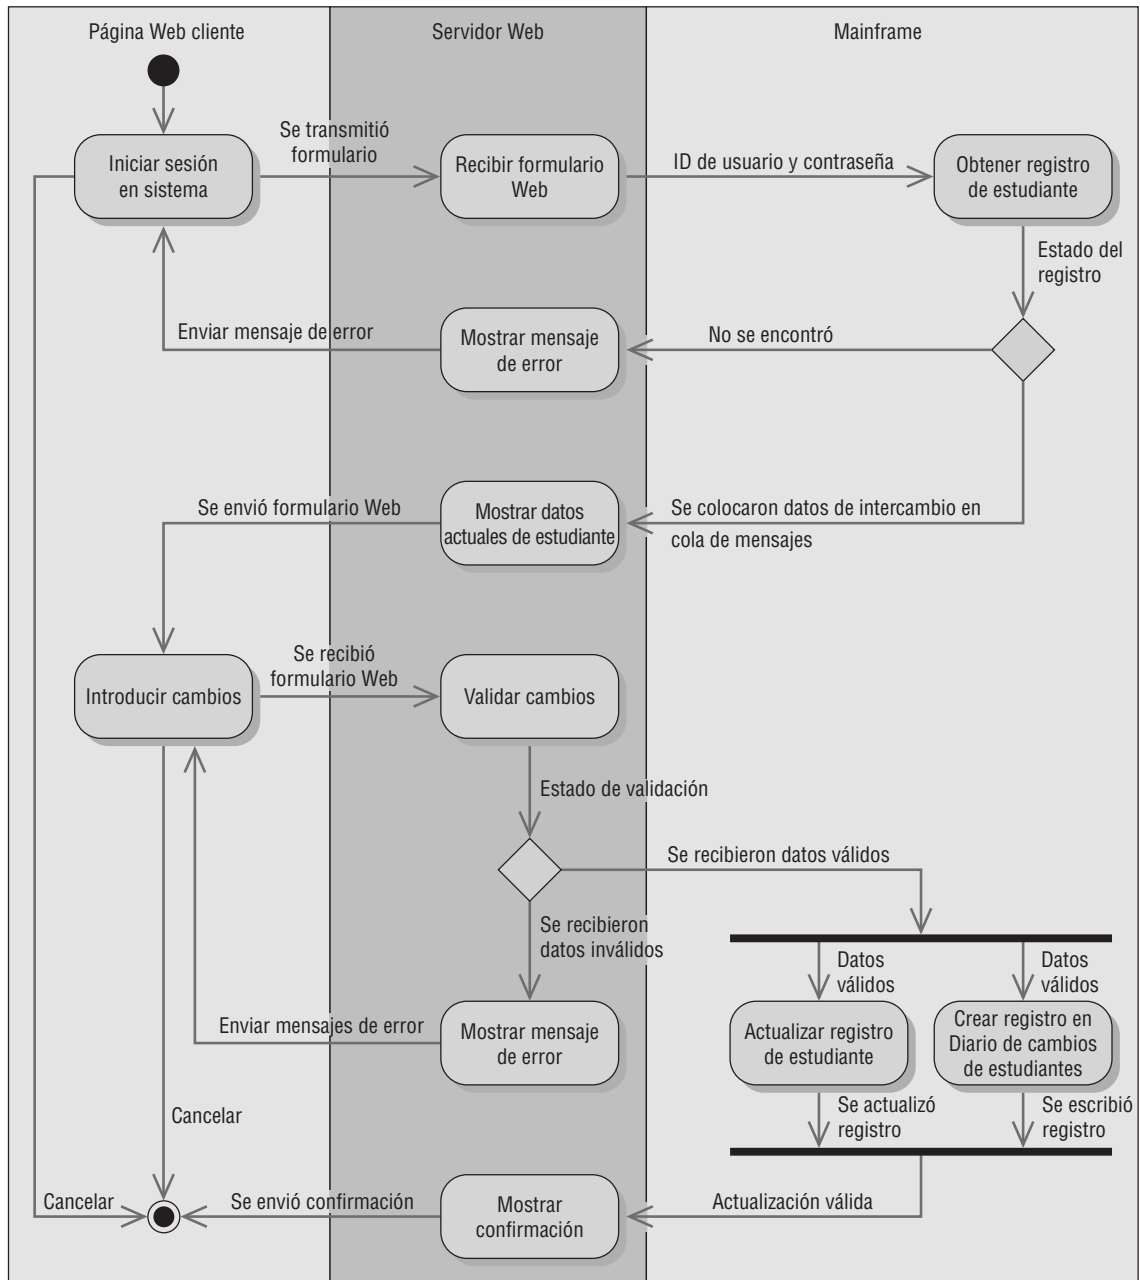 Página Web cliente
Servidor Web
Mainframe
Iniciar sesión
en sistema
Se transmitió
formulario
Recibir formulario
Web
ID de usuario y contraseña
Obtener registro
de estudiante
Estado del
registro
Enviar mensaje de error
Mostrar mensaje
de error
No se encontró
Se envió formulario Web
Mostrar datos
actuales de estudiante
Se colocaron datos de intercambio en
cola de mensajes
Introducir cambios
Se recibió
formulario Web
Validar cambios
Estado de validación
Se recibieron datos válidos
Se recibieron
datos inválidos
Datos
válidos
Datos
válidos
Enviar mensajes de error
Mostrar mensaje
de error
Actualizar registro
de estudiante
Crear registro en
Diario de cambios
de estudiantes
Cancelar
Se actualizó
registro
Se escribió
registro
Cancelar
Se envió confirmación
Mostrar
confirmación
Actualización válida